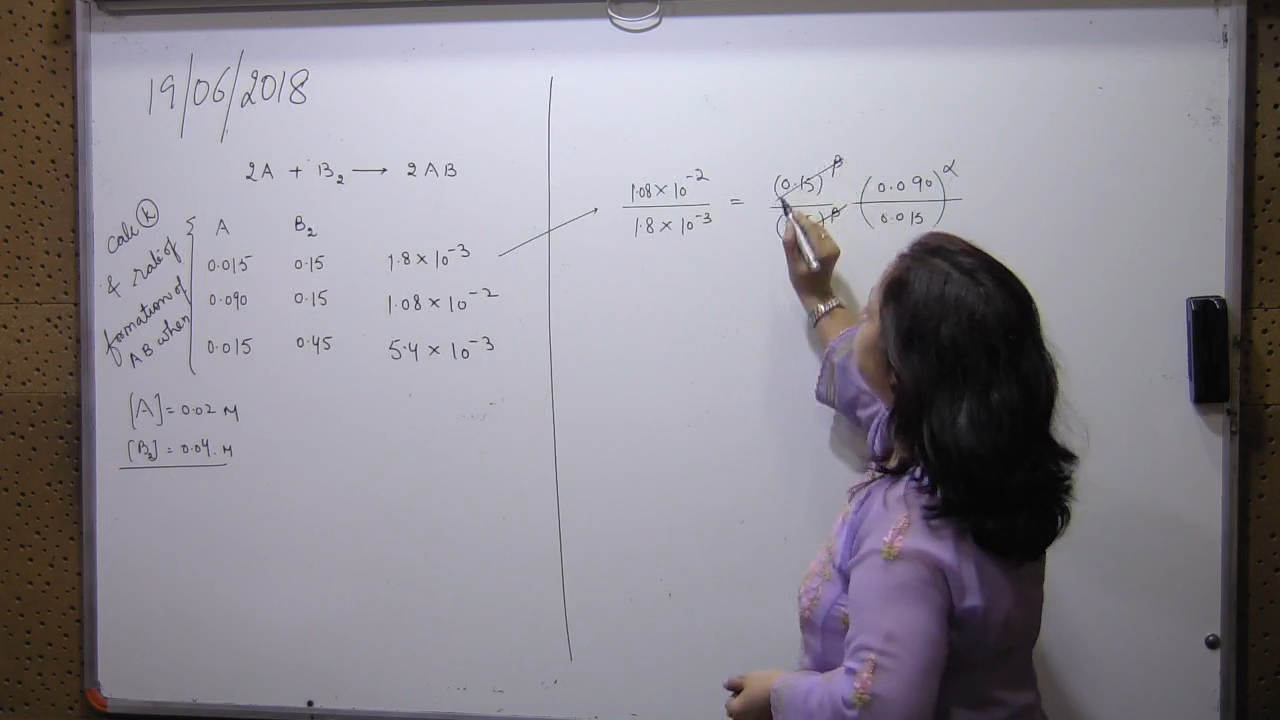 19/06/2018
2A + B₂ ⟶ 2AB
calc (k)
& rate of
formation of
AB when
{ A B₂
0.015 0.15 1.8 × 10⁻³
0.090 0.15 1.08 × 10⁻²
0.015 0.45 5.4 × 10⁻³
[A] = 0.02 M
[B₂] = 0.04. M
1.08 × 10⁻² = (0.15)^β (0.090)^α
1.8 × 10⁻³ )^β (0.015)